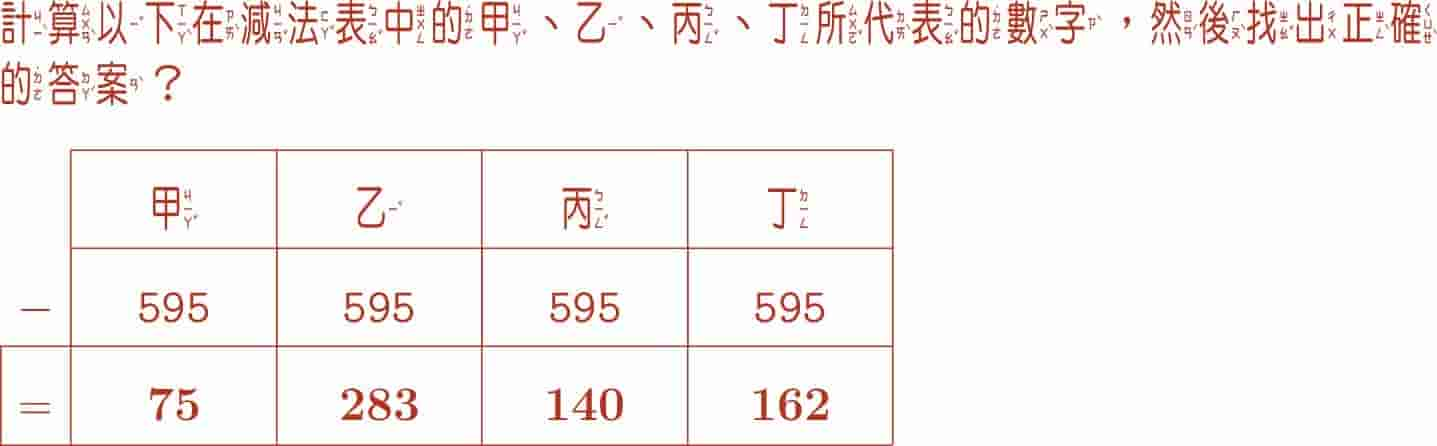 計算以下在減法表中的甲、乙、丙、丁所代表的數字,然後找出正確
的答案?
甲 乙 丙 丁
− 595 595 595 595
= 75 283 140 162